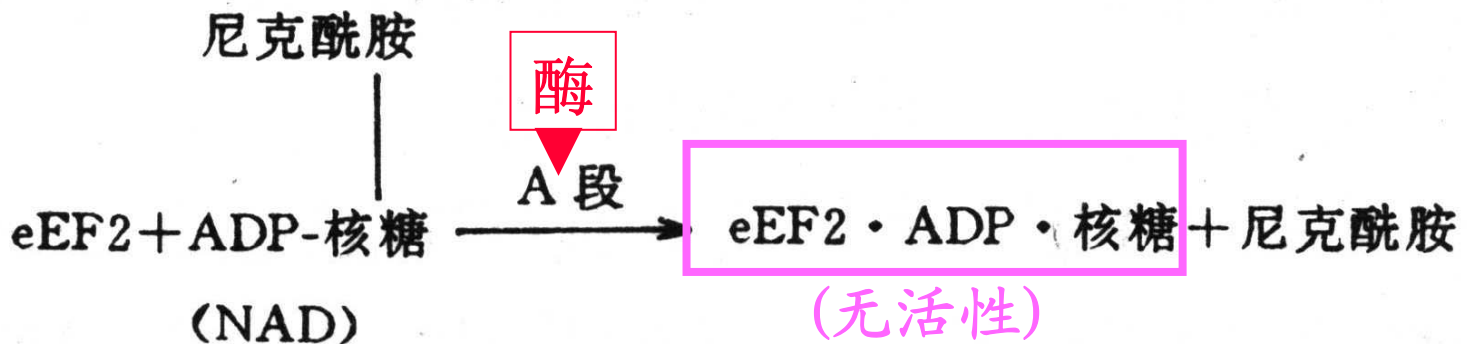 尼克酰胺
酶
A 段
eEF2+ADP-核糖
eEF2・ADP・核糖+尼克酰胺
(NAD)
(无活性)